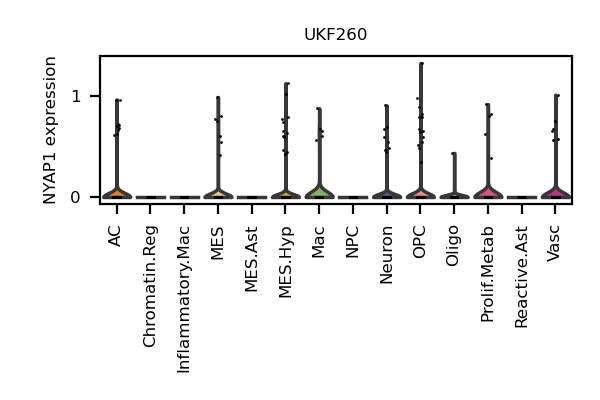 UKF260
NYAP1 expression
1
0
AC
Chromatin.Reg
Inflammatory.Mac
MES
MES.Ast
MES.Hyp
Mac
NPC
Neuron
OPC
Oligo
Prolif.Metab
Reactive.Ast
Vasc